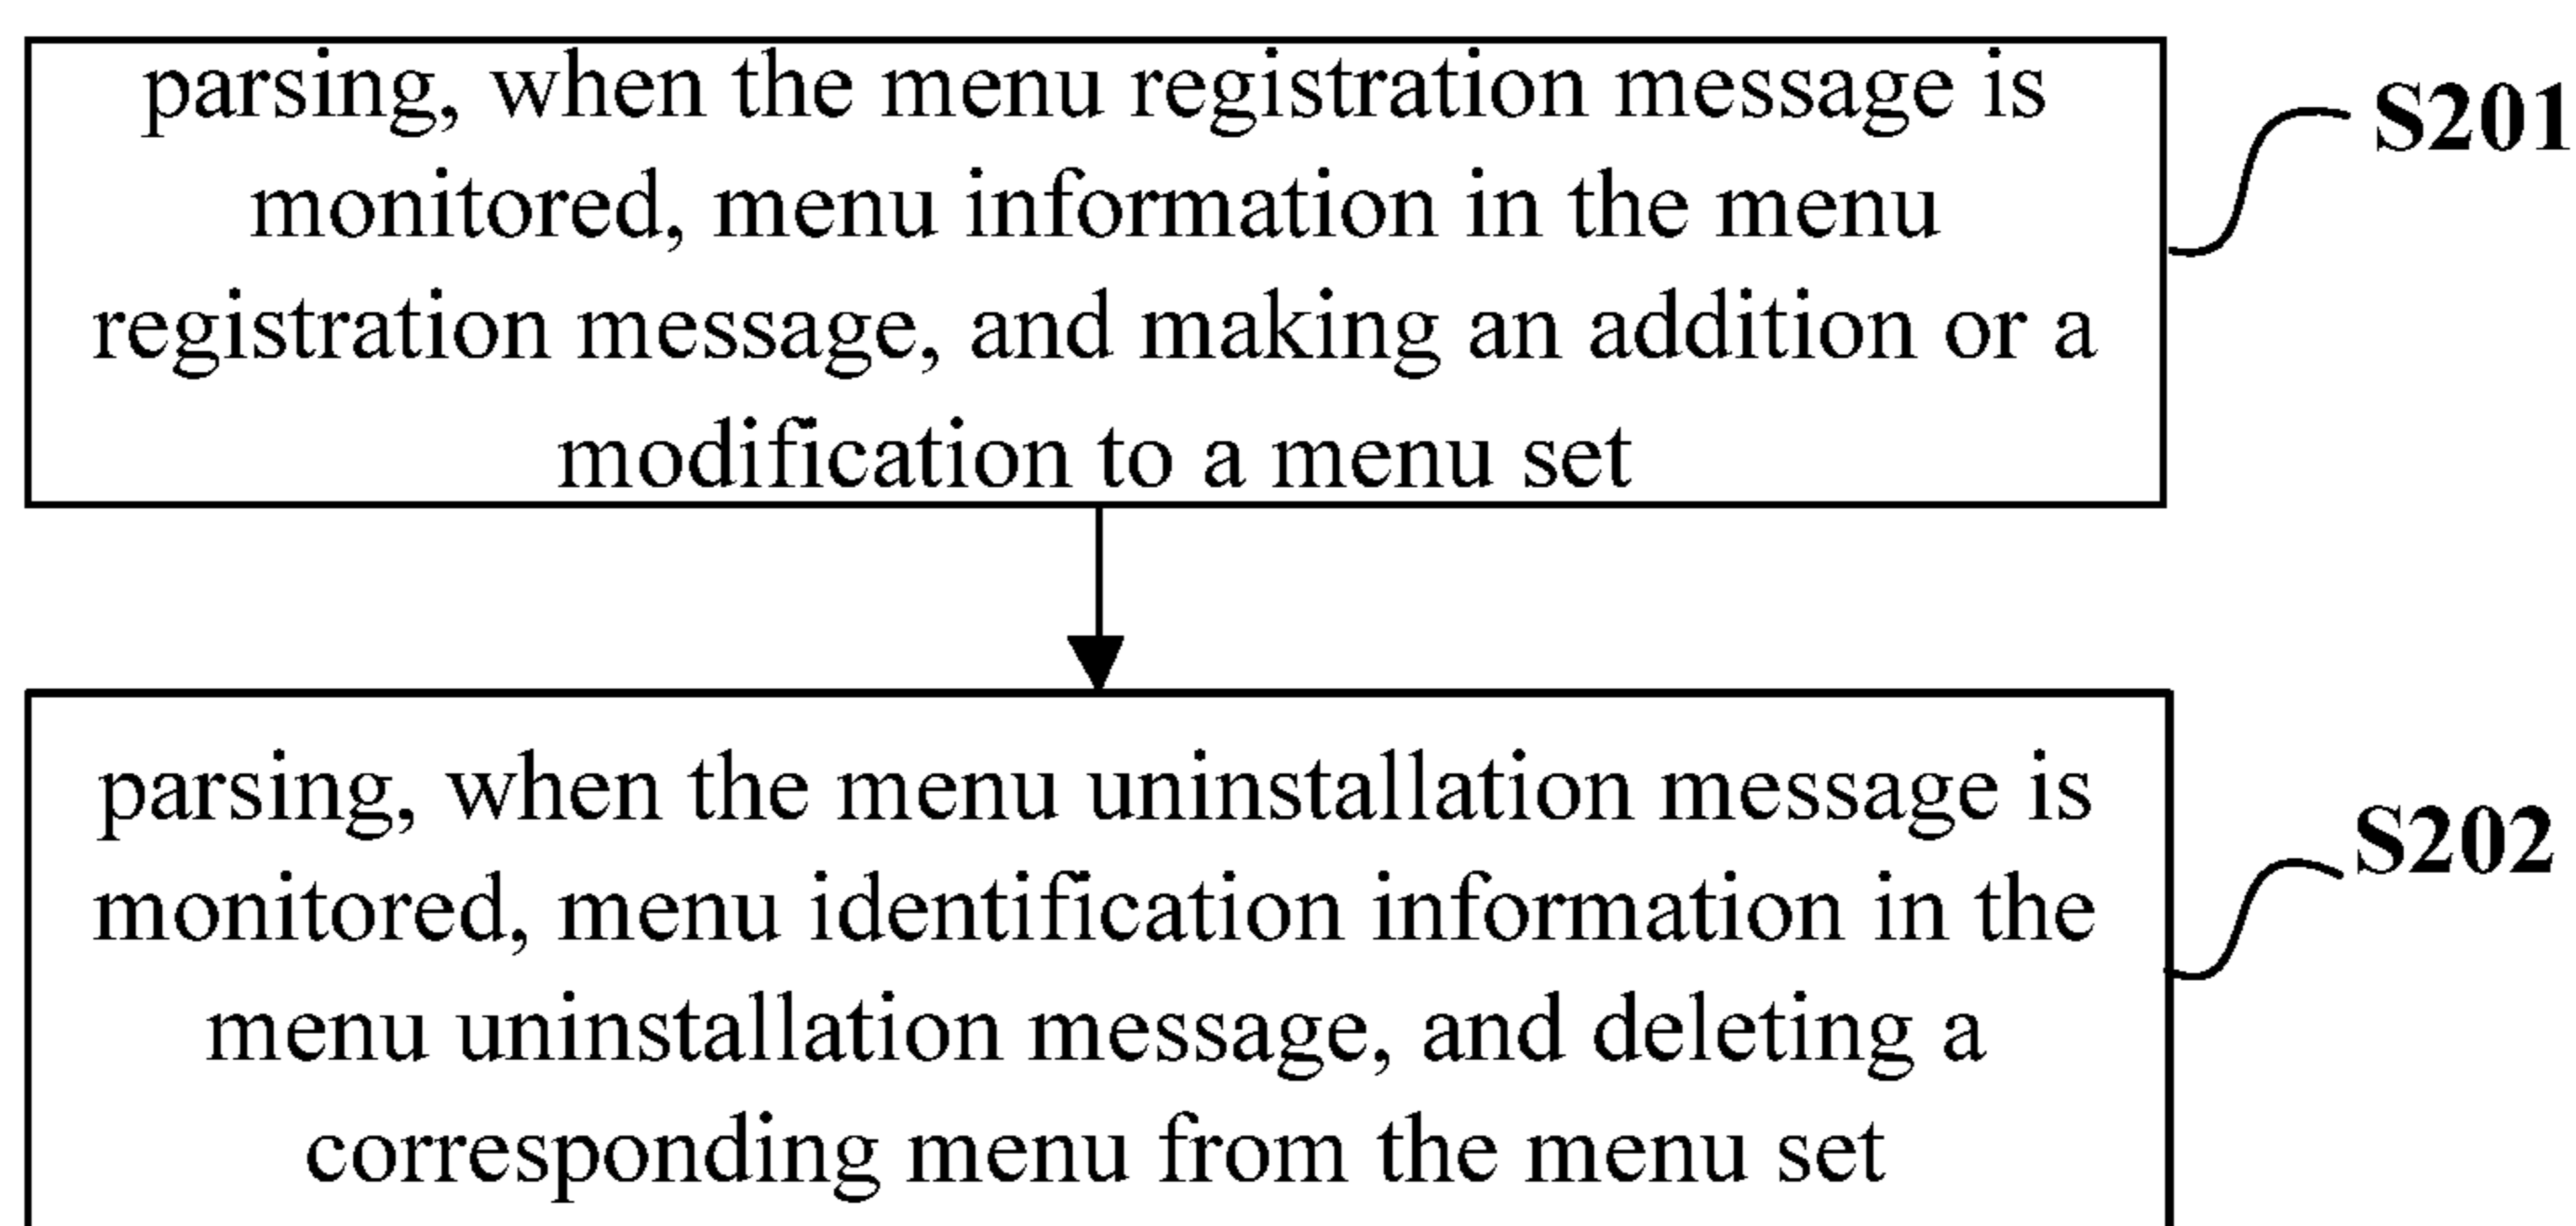 parsing, when the menu registration message is
monitored, menu information in the menu
registration message, and making an addition or a
modification to a menu set
S201
parsing, when the menu uninstallation message is
monitored, menu identification information in the
menu uninstallation message, and deleting a
corresponding menu from the menu set
S202